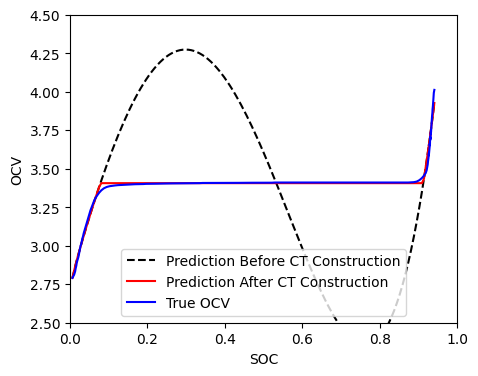 4.50
4.25
4.00
3.75
3.50
3.25
3.00
2.75
2.50
OCV
Prediction Before CT Construction
Prediction After CT Construction
True OCV
0.0 0.2 0.4 0.6 0.8 1.0
SOC